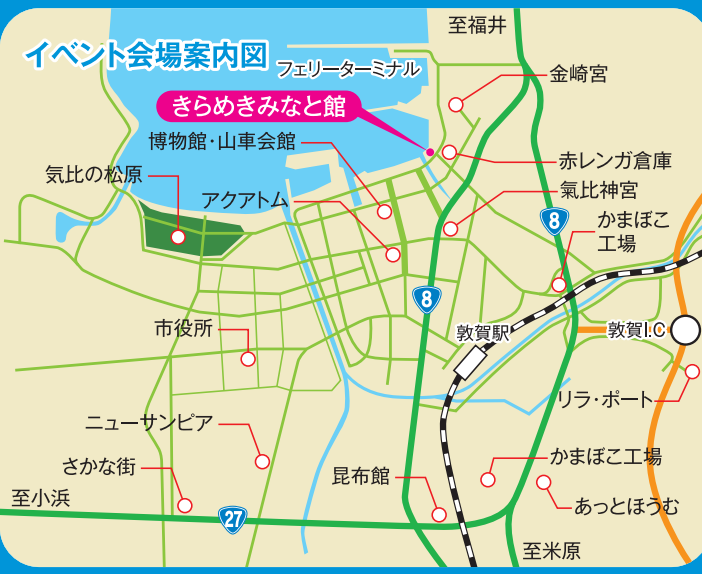 至福井
イベント会場案内図
フェリーターミナル
金崎宮
きらめきみなと館
博物館・山車会館
赤レンガ倉庫
気比の松原
アクアトム
氣比神宮
8
かまぼこ
工場
8
市役所
敦賀駅
敦賀I.C
リラ・ポート
ニューサンピア
さかな街
かまぼこ工場
昆布館
至小浜
あっとほうむ
27
至米原